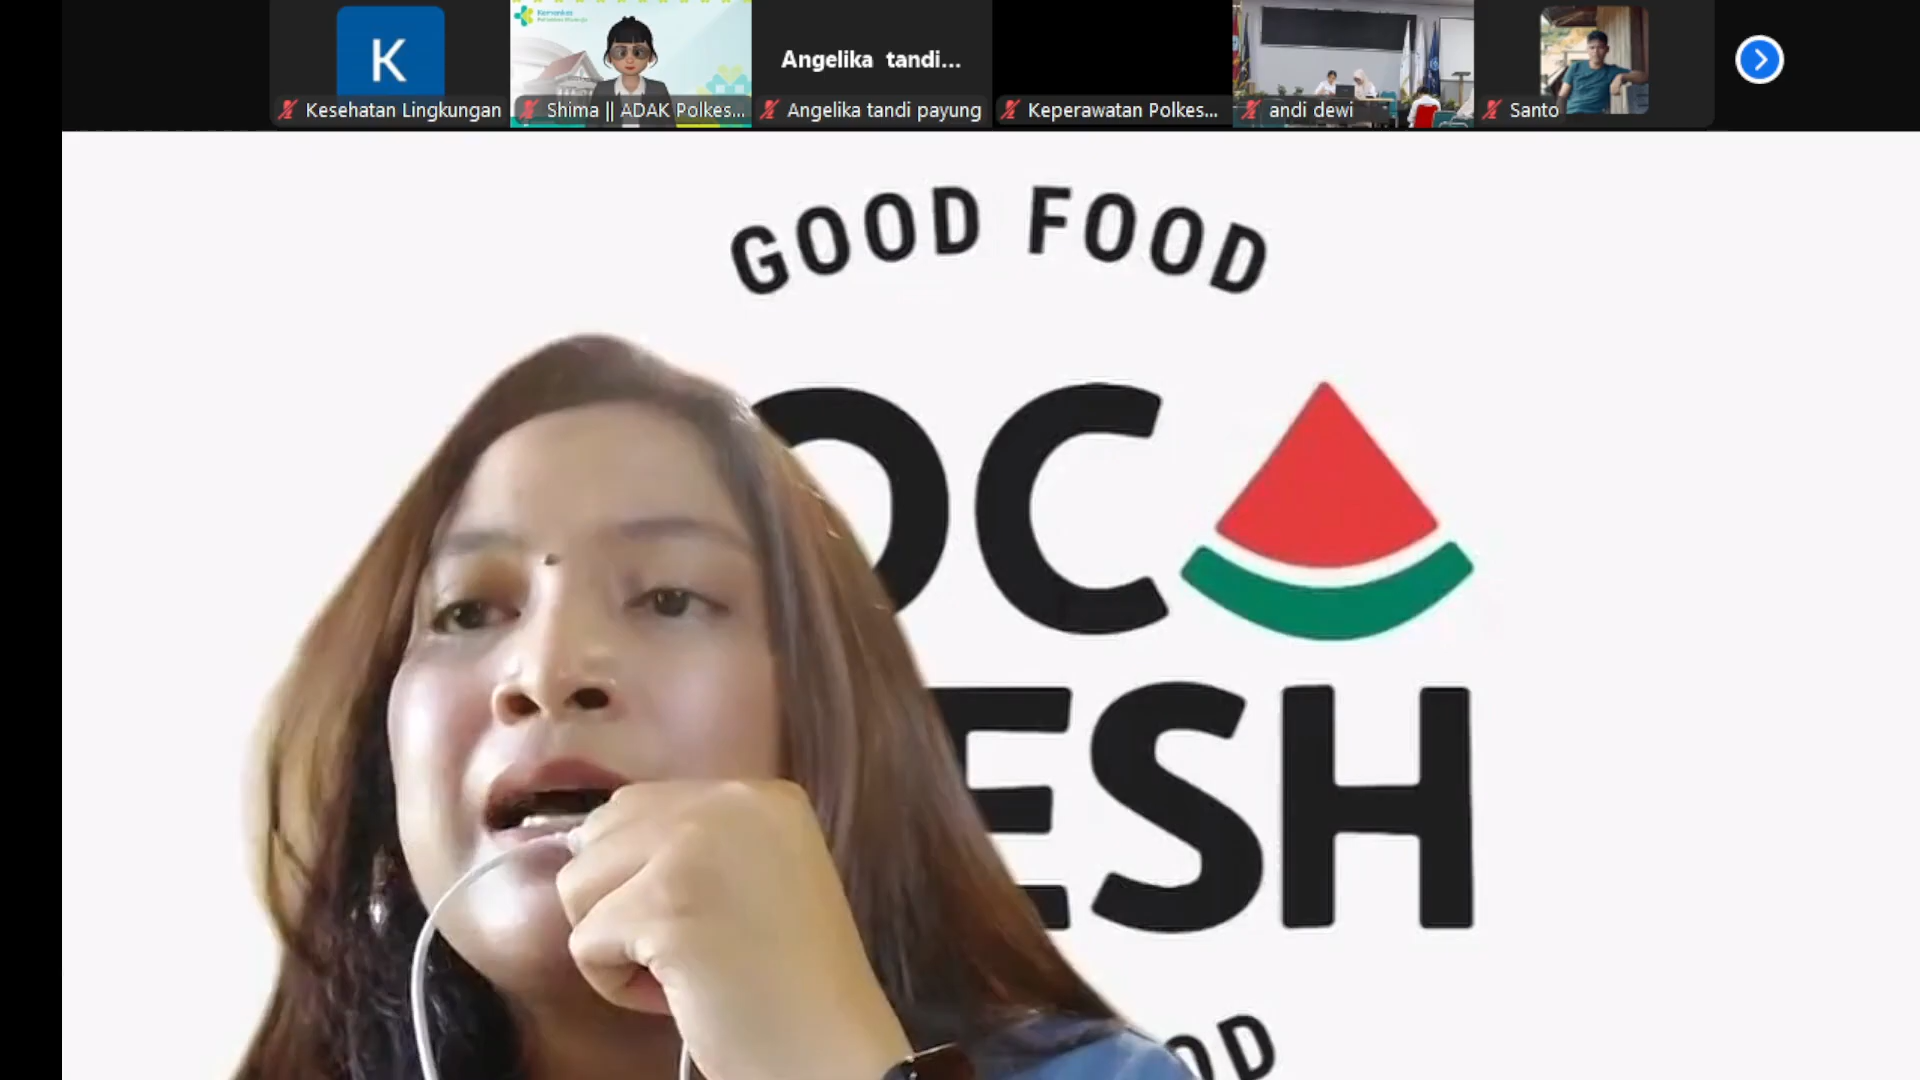 K
Kemenkes
Angelika tandi...
Kesehatan Lingkungan
Shima || ADAK Polkes...
Angelika tandi payung
Keperawatan Polkes...
andi dewi
Santo
GOOD FOOD
OC
ESH
OD